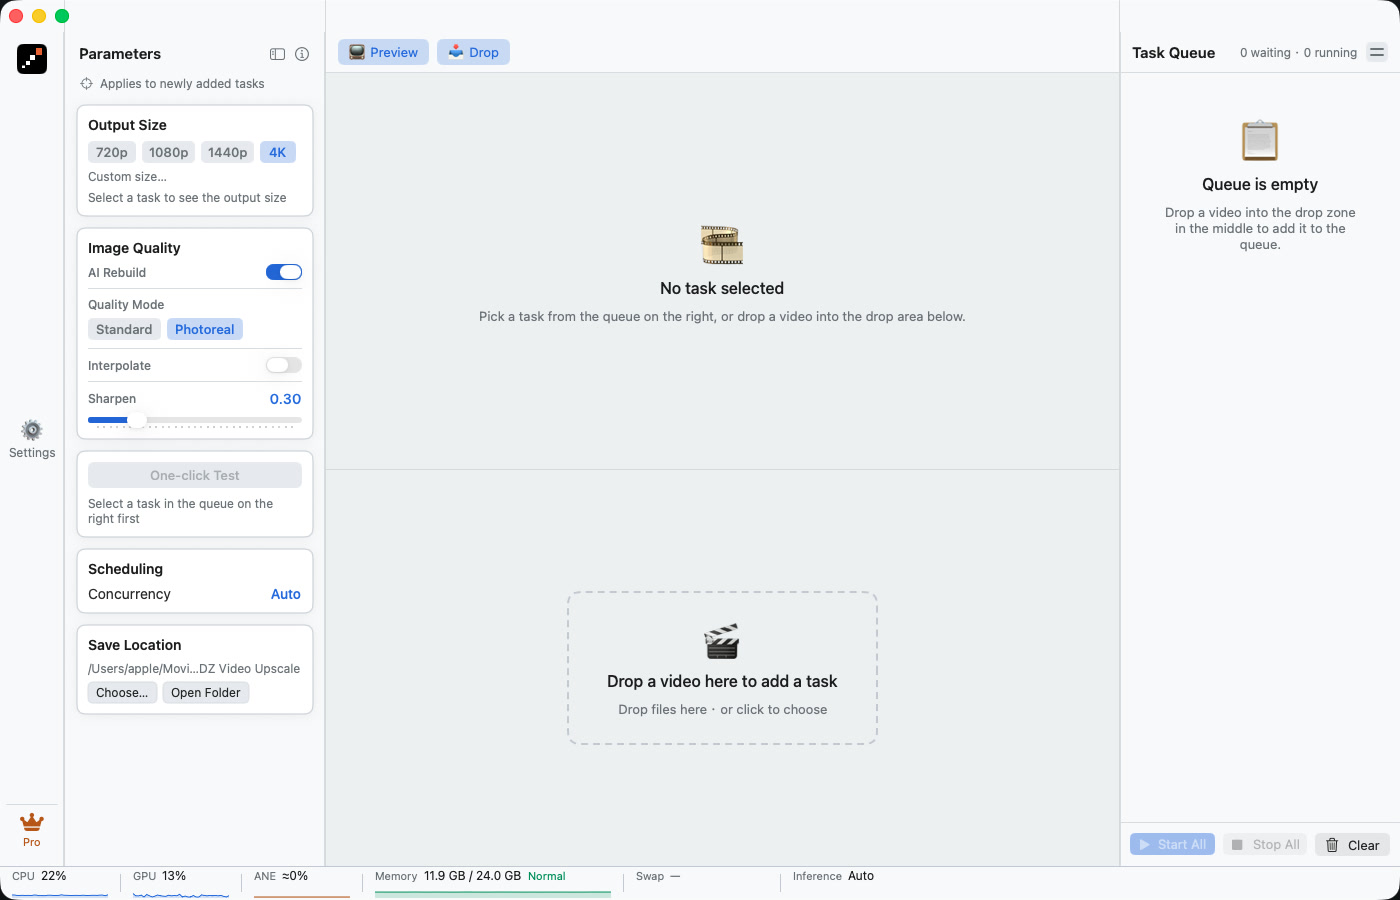 Parameters
Applies to newly added tasks
Output Size
720p 1080p 1440p 4K
Custom size...
Select a task to see the output size
Image Quality
AI Rebuild
Quality Mode
Standard Photoreal
Interpolate
Sharpen 0.30
One-click Test
Select a task in the queue on the
right first
Scheduling
Concurrency Auto
Save Location
/Users/apple/Movi...DZ Video Upscale
Choose... Open Folder
Settings
Pro
Preview Drop
No task selected
Pick a task from the queue on the right, or drop a video into the drop area below.
Drop a video here to add a task
Drop files here · or click to choose
Task Queue 0 waiting · 0 running
Queue is empty
Drop a video into the drop zone
in the middle to add it to the
queue.
Start All Stop All Clear
CPU 22% GPU 13% ANE ≈0% Memory 11.9 GB / 24.0 GB Normal Swap — Inference Auto